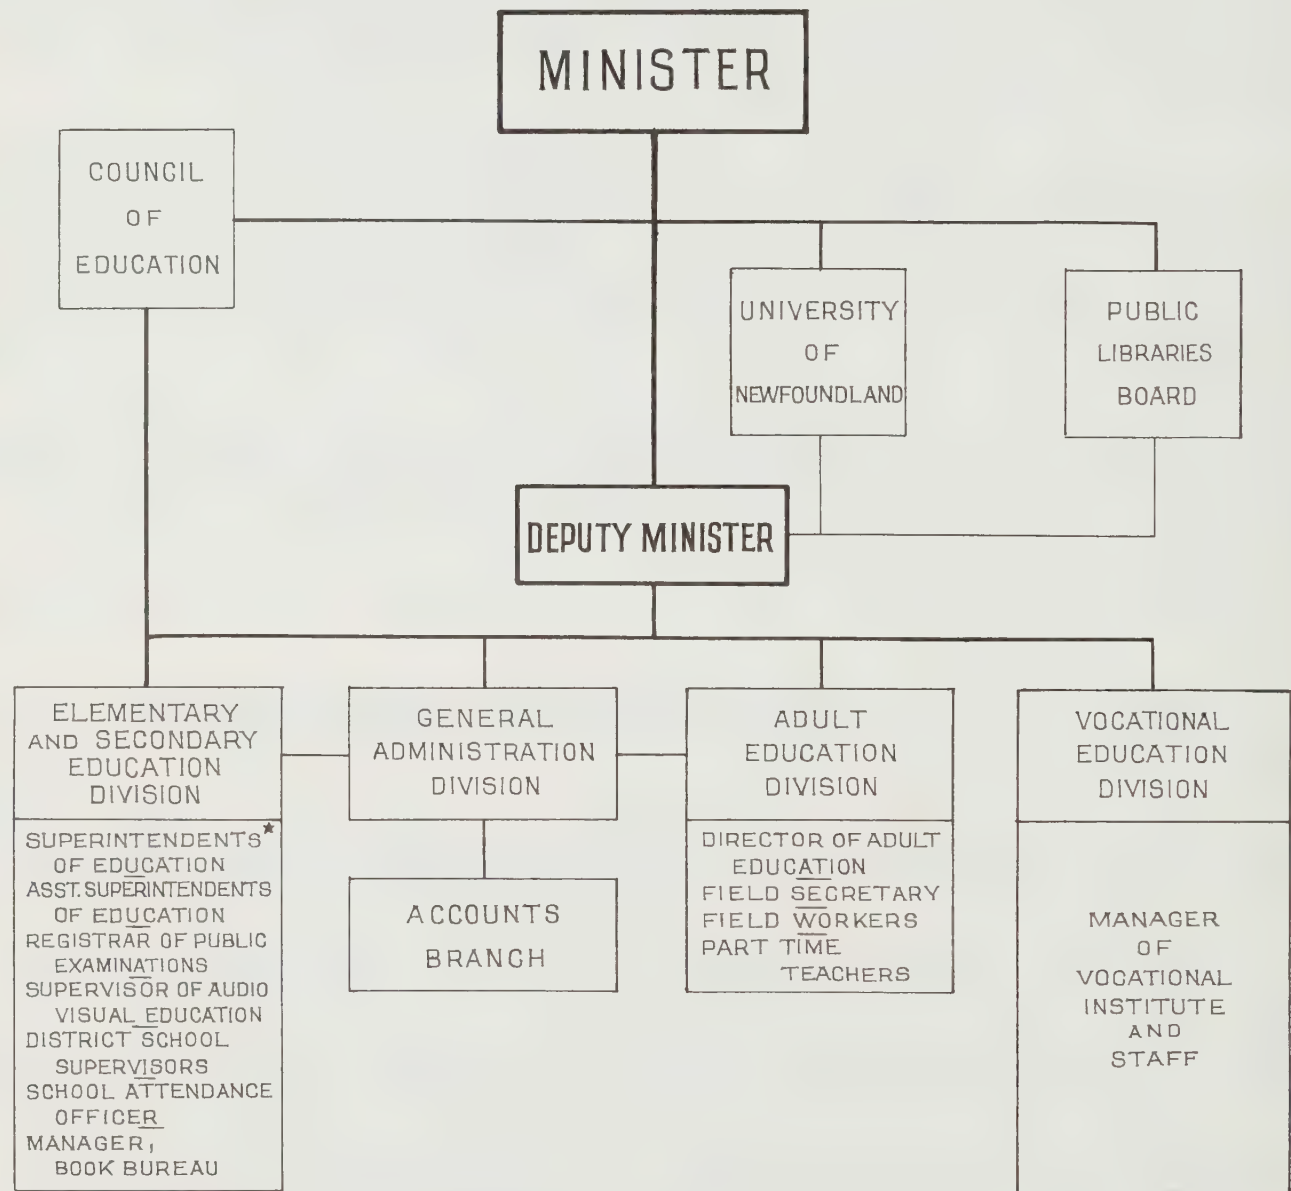 MINISTER
COUNCIL
OF
EDUCATION
UNIVERSITY
OF
NEWFOUNDLAND
PUBLIC
LIBRARIES
BOARD
DEPUTY MINISTER
ELEMENTARY
AND SECONDARY
EDUCATION
DIVISION
SUPERINTENDENTS★
OF EDUCATION
ASST. SUPERINTENDENTS
OF EDUCATION
REGISTRAR OF PUBLIC
EXAMINATIONS
SUPERVISOR OF AUDIO
VISUAL EDUCATION
DISTRICT SCHOOL
SUPERVISORS
SCHOOL ATTENDANCE
OFFICER
MANAGER,
BOOK BUREAU
GENERAL
ADMINISTRATION
DIVISION
ACCOUNTS
BRANCH
ADULT
EDUCATION
DIVISION
DIRECTOR OF ADULT
EDUCATION
FIELD SECRETARY
FIELD WORKERS
PART TIME
TEACHERS
VOCATIONAL
EDUCATION
DIVISION
MANAGER
OF
VOCATIONAL
INSTITUTE
AND
STAFF